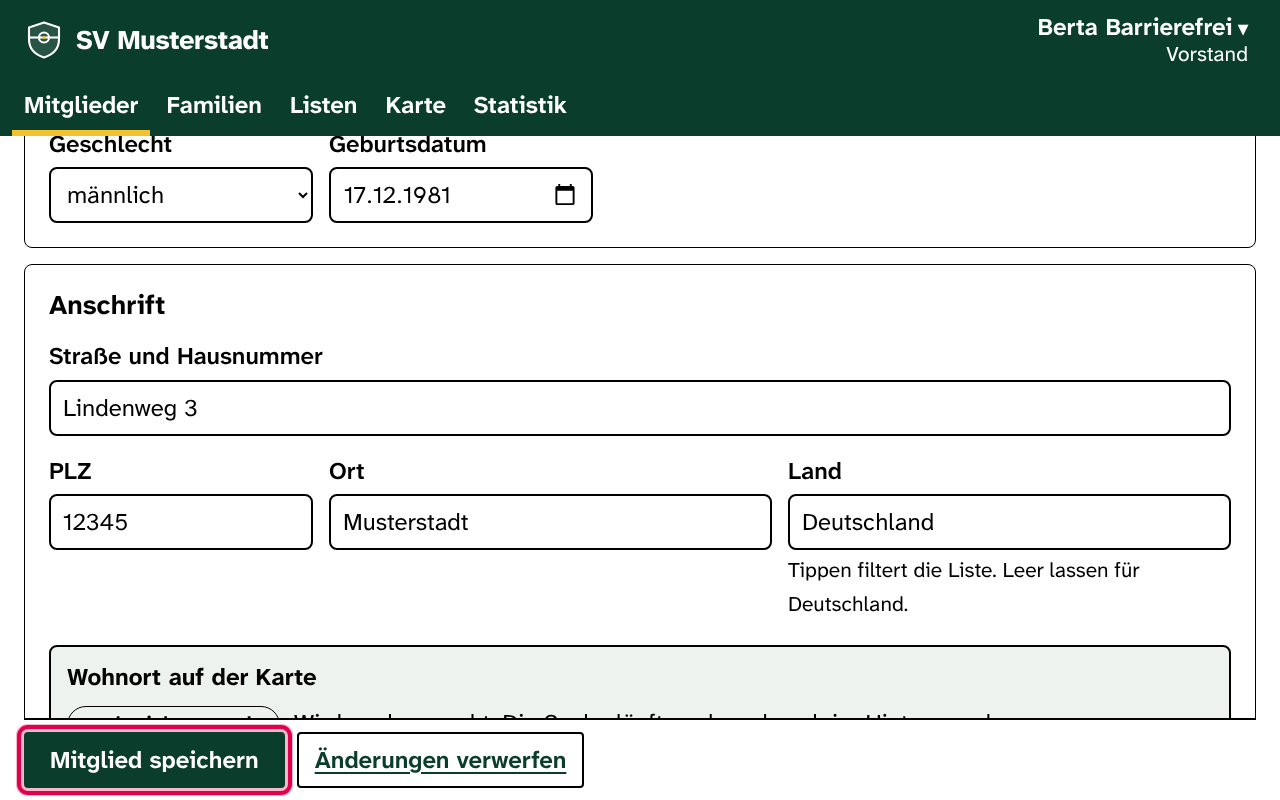 SV Musterstadt
Berta Barrierefrei ▾
Vorstand
Mitglieder Familien Listen Karte Statistik
Geschlecht Geburtsdatum
männlich 17.12.1981
Anschrift
Straße und Hausnummer
Lindenweg 3
PLZ Ort Land
12345 Musterstadt Deutschland
Tippen filtert die Liste. Leer lassen für
Deutschland.
Wohnort auf der Karte
Mitglied speichern Änderungen verwerfen